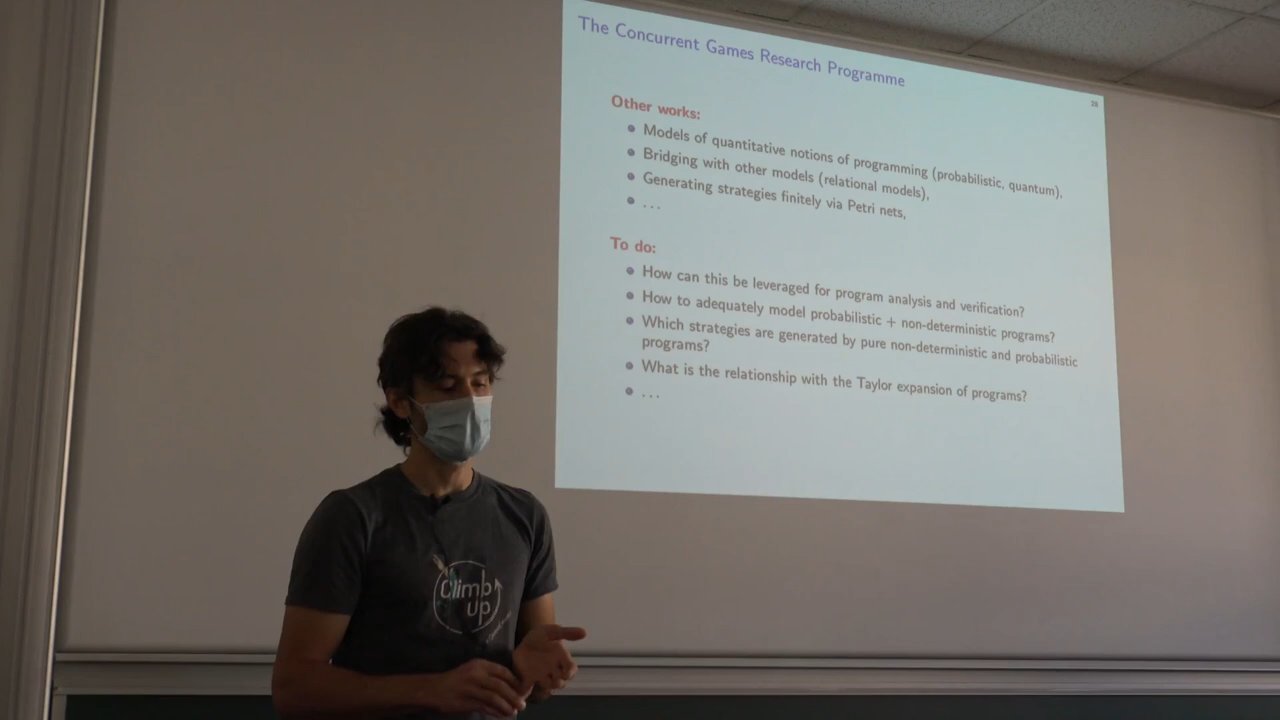 The Concurrent Games Research Programme
28
Other works:
Models of quantitative notions of programming (probabilistic, quantum),
Bridging with other models (relational models),
Generating strategies finitely via Petri nets,
...
To do:
How can this be leveraged for program analysis and verification?
How to adequately model probabilistic + non-deterministic programs?
Which strategies are generated by pure non-deterministic and probabilistic
programs?
What is the relationship with the Taylor expansion of programs?
...
Climb
Up